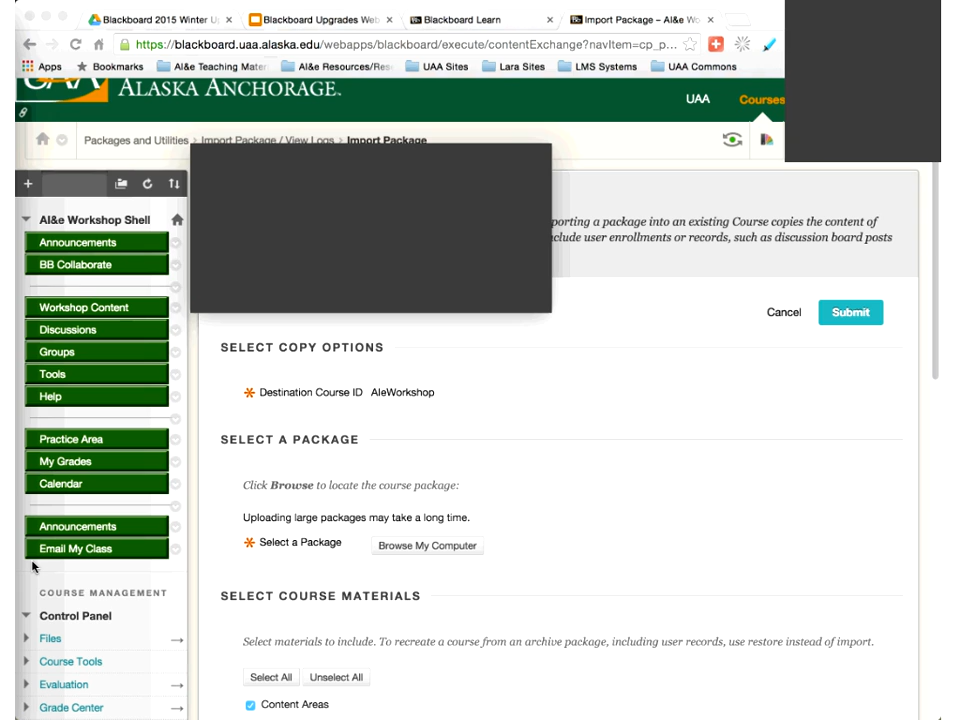 Blackboard 2015 Winter U
Blackboard Upgrades Web
Blackboard Learn
Import Package – AI&e Wo
https://blackboard.uaa.alaska.edu/webapps/blackboard/execute/contentExchange?navItem=cp_p...
Apps
Bookmarks
AI&e Teaching Mater
AI&e Resources/Res
UAA Sites
Lara Sites
LMS Systems
UAA Commons
ALASKA ANCHORAGE.
UAA
Courses
Packages and Utilities > Import Package / View Logs > Import Package
AI&e Workshop Shell
Announcements
BB Collaborate
Workshop Content
Discussions
Groups
Tools
Help
Practice Area
My Grades
Calendar
Announcements
Email My Class
COURSE MANAGEMENT
Control Panel
Files
Course Tools
Evaluation
Grade Center
porting a package into an existing Course copies the content of
clude user enrollments or records, such as discussion board posts
Cancel
Submit
SELECT COPY OPTIONS
Destination Course ID AIeWorkshop
SELECT A PACKAGE
Click Browse to locate the course package:
Uploading large packages may take a long time.
Select a Package
Browse My Computer
SELECT COURSE MATERIALS
Select materials to include. To recreate a course from an archive package, including user records, use restore instead of import.
Select All
Unselect All
Content Areas